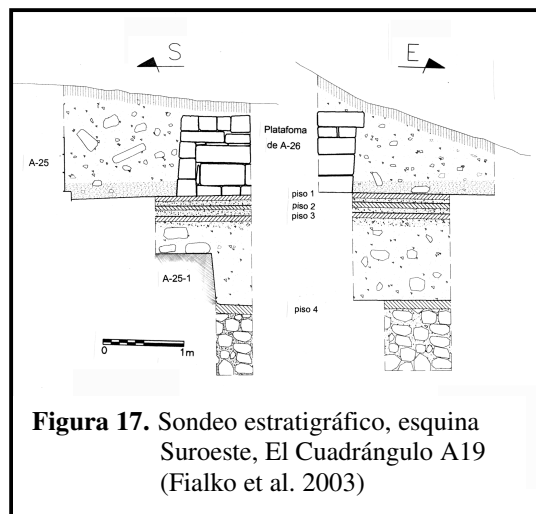 S
E
A-25
Platafoma
de A-26
piso 1
piso 2
piso 3
A-25-1
piso 4
0 1m
Figura 17. Sondeo estratigráfico, esquina
Suroeste, El Cuadrángulo A19
(Fialko et al. 2003)